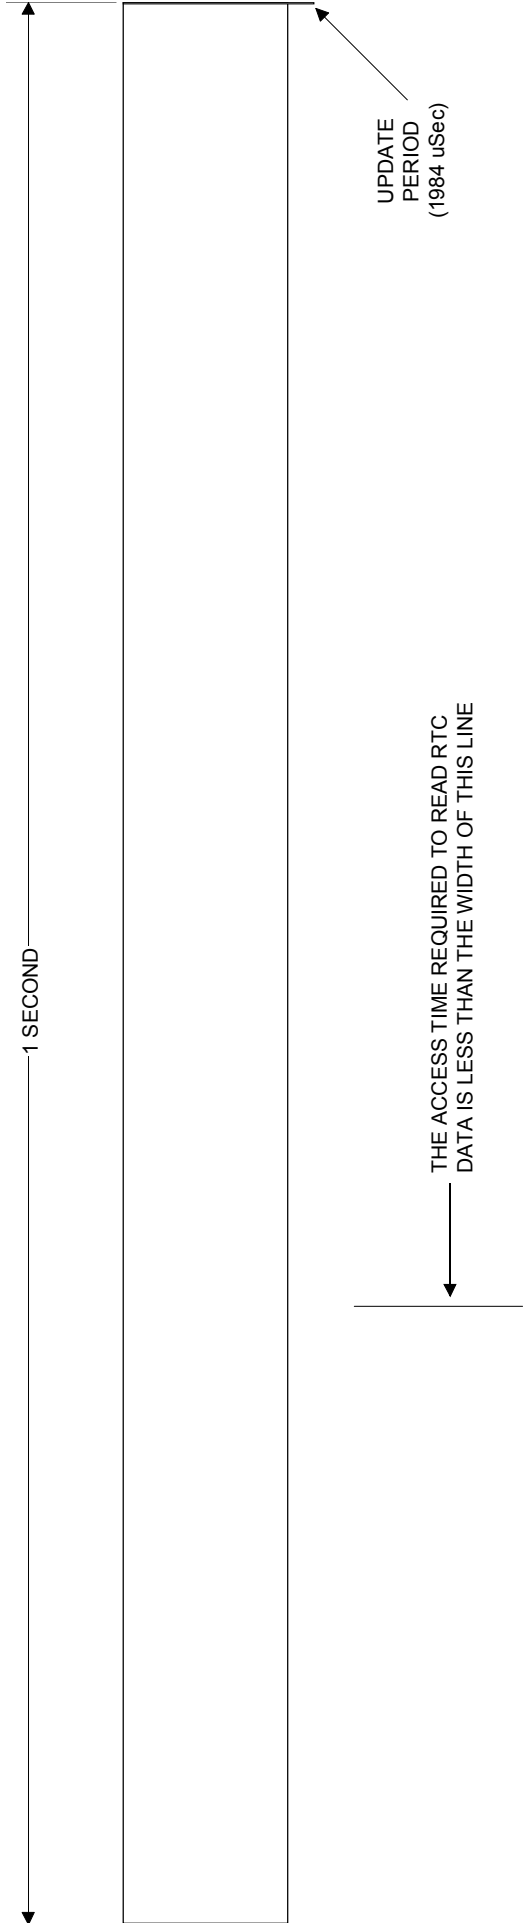 1 SECOND
UPDATE
PERIOD
(1984 uSec)
THE ACCESS TIME REQUIRED TO READ RTC
DATA IS LESS THAN THE WIDTH OF THIS LINE